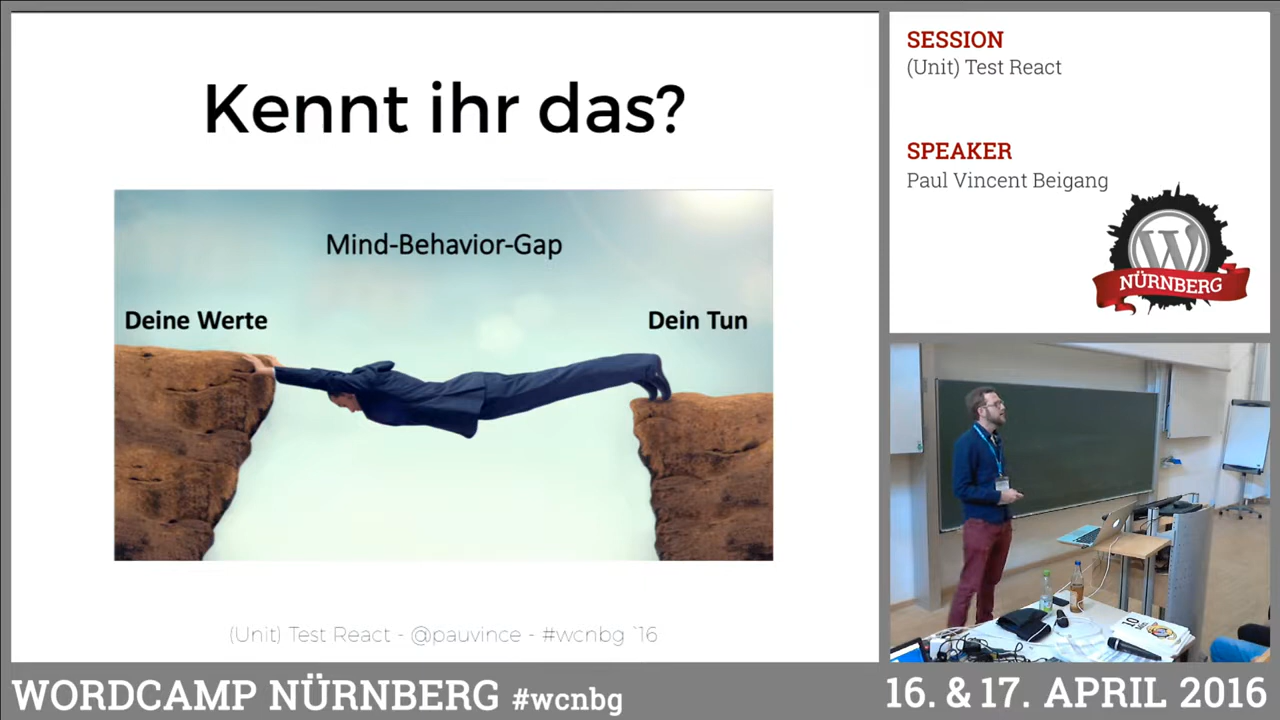 Kennt ihr das?
Mind-Behavior-Gap
Deine Werte
Dein Tun
(Unit) Test React - @pauvince - #wcnbg `16
SESSION
(Unit) Test React
SPEAKER
Paul Vincent Beigang
W
NÜRNBERG
WORDCAMP NÜRNBERG #wcnbg
16. & 17. APRIL 2016